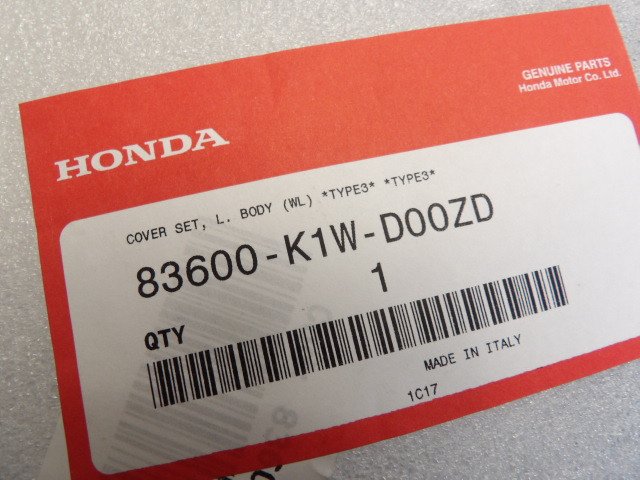 GENUINE PARTS
Honda Motor Co. Ltd.
HONDA
COVER SET, L. BODY (WL) *TYPE3* *TYPE3*
83600-K1W-D00ZD
QTY 1
MADE IN ITALY
1C17